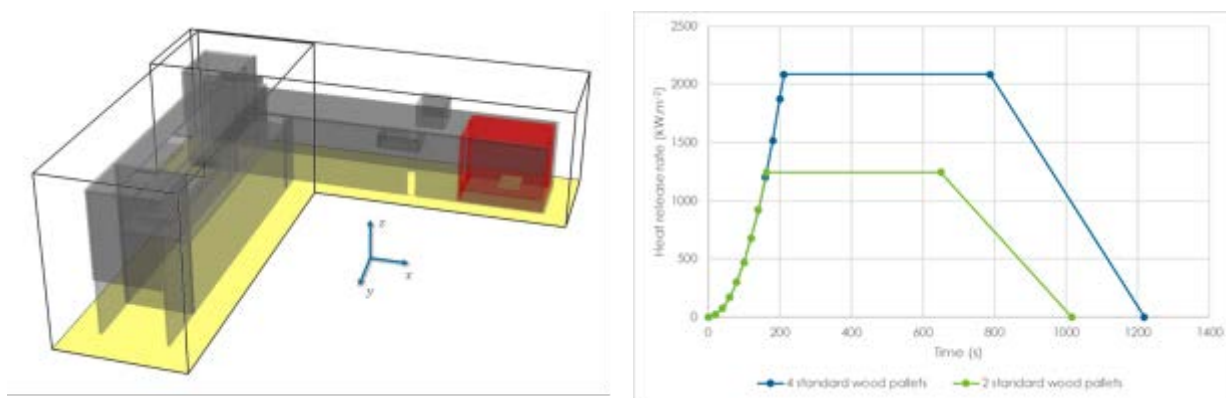 z
x
y
Heat release rate (kW/m²)
2500
2000
1500
1000
500
0
0 200 400 600 800 1000 1200 1400
Time (s)
4 standard wood pallets 2 standard wood pallets